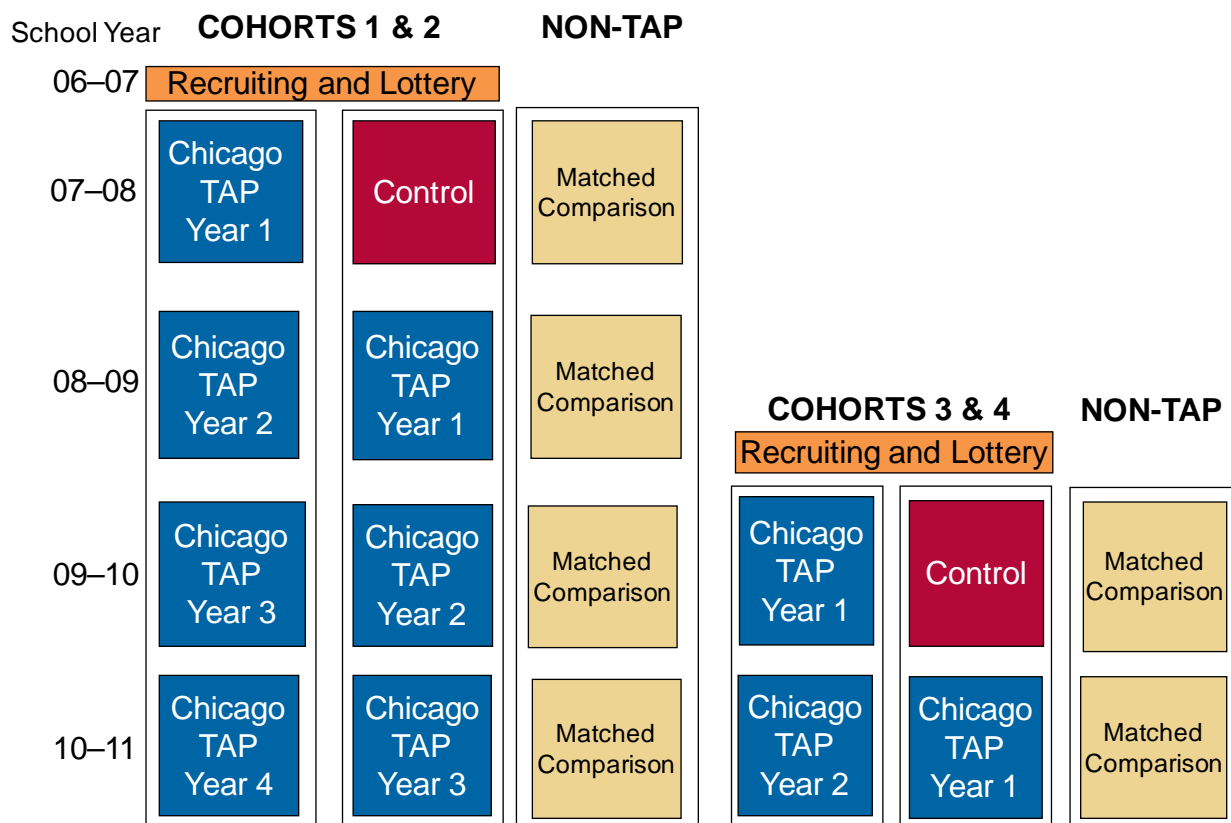 School Year
COHORTS 1 & 2
NON-TAP
06–07
Recruiting and Lottery
07–08
Chicago
TAP
Year 1
Control
Matched
Comparison
08–09
Chicago
TAP
Year 2
Chicago
TAP
Year 1
Matched
Comparison
COHORTS 3 & 4
NON-TAP
Recruiting and Lottery
09–10
Chicago
TAP
Year 3
Chicago
TAP
Year 2
Matched
Comparison
Chicago
TAP
Year 1
Control
Matched
Comparison
10–11
Chicago
TAP
Year 4
Chicago
TAP
Year 3
Matched
Comparison
Chicago
TAP
Year 2
Chicago
TAP
Year 1
Matched
Comparison